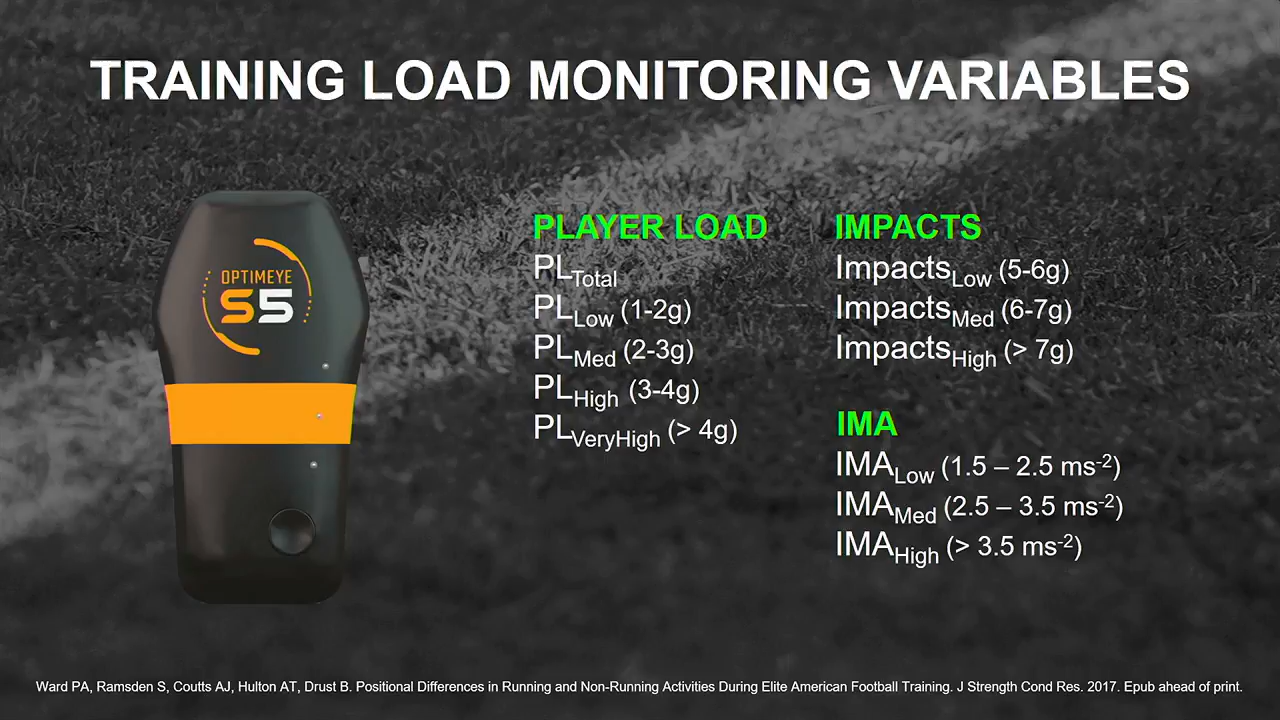 TRAINING LOAD MONITORING VARIABLES
OPTIMEYE
S5
PLAYER LOAD
PLTotal
PLLow (1-2g)
PLMed (2-3g)
PLHigh (3-4g)
PLVeryHigh (> 4g)
IMPACTS
ImpactsLow (5-6g)
ImpactsMed (6-7g)
ImpactsHigh (> 7g)
IMA
IMALow (1.5 – 2.5 ms-2)
IMAMed (2.5 – 3.5 ms-2)
IMAHigh (> 3.5 ms-2)
Ward PA, Ramsden S, Coutts AJ, Hulton AT, Drust B. Positional Differences in Running and Non-Running Activities During Elite American Football Training. J Strength Cond Res. 2017. Epub ahead of print.